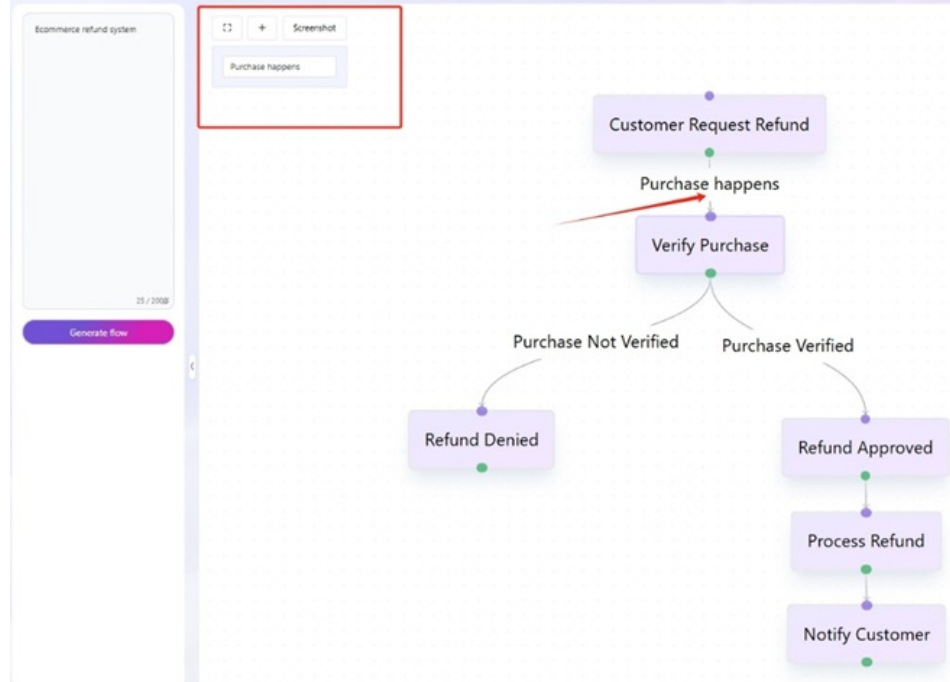 Ecommerce refund system
25 / 2000
Generate flow
Screenshot
Purchase happens
Customer Request Refund
Purchase happens
Verify Purchase
Purchase Not Verified
Purchase Verified
Refund Denied
Refund Approved
Process Refund
Notify Customer